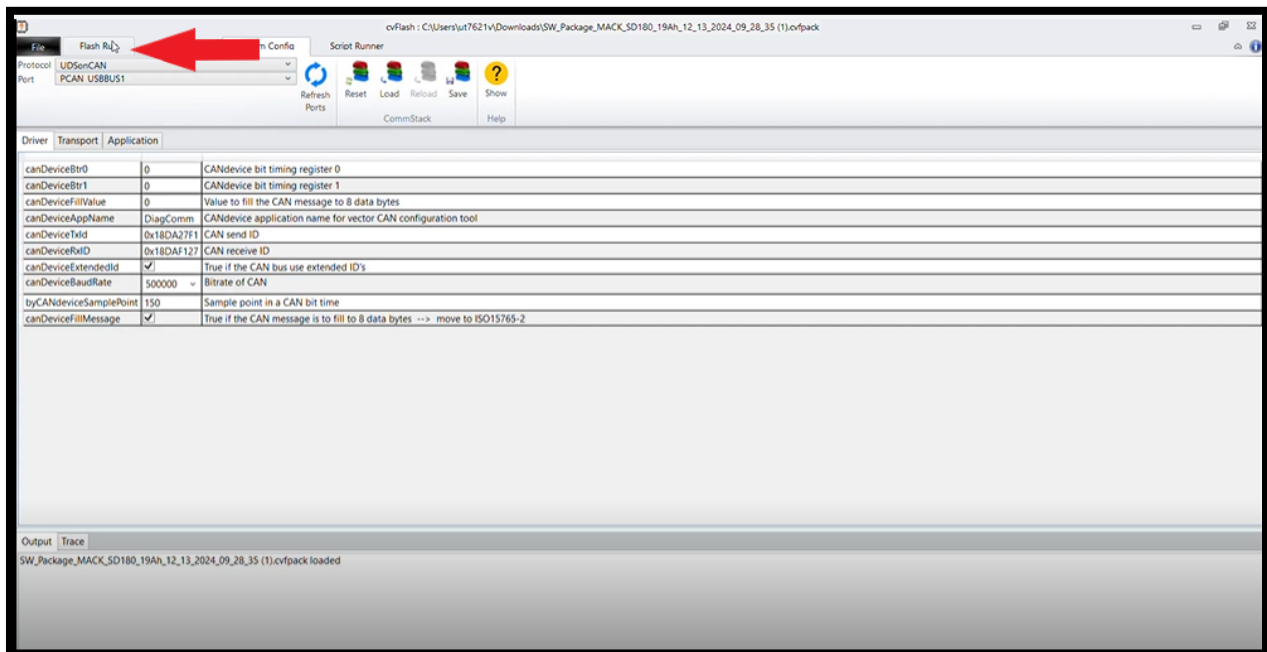 cvFlash : C:\Users\ut7621v\Downloads\SW_Package_MACK_SD180_19Ah_12_13_2024_09_28_35 (1).cvfpack
File Flash m Config Script Runner
Protocol UDSonCAN
Port PCAN_USBBUS1
Refresh Ports
Reset Load Reload Save Show
CommStack Help
Driver Transport Application
canDeviceBtr0 0 CANdevice bit timing register 0
canDeviceBtr1 0 CANdevice bit timing register 1
canDeviceFillValue 0 Value to fill the CAN message to 8 data bytes
canDeviceAppName DiagComm CANdevice application name for vector CAN configuration tool
canDeviceTxId 0x18DA27F1 CAN send ID
canDeviceRxID 0x18DAF127 CAN receive ID
canDeviceExtendedId True if the CAN bus use extended ID's
canDeviceBaudRate 500000 Bitrate of CAN
byCANdeviceSamplePoint 150 Sample point in a CAN bit time
canDeviceFillMessage True if the CAN message is to fill to 8 data bytes --> move to ISO15765-2
Output Trace
SW_Package_MACK_SD180_19Ah_12_13_2024_09_28_35 (1).cvfpack loaded